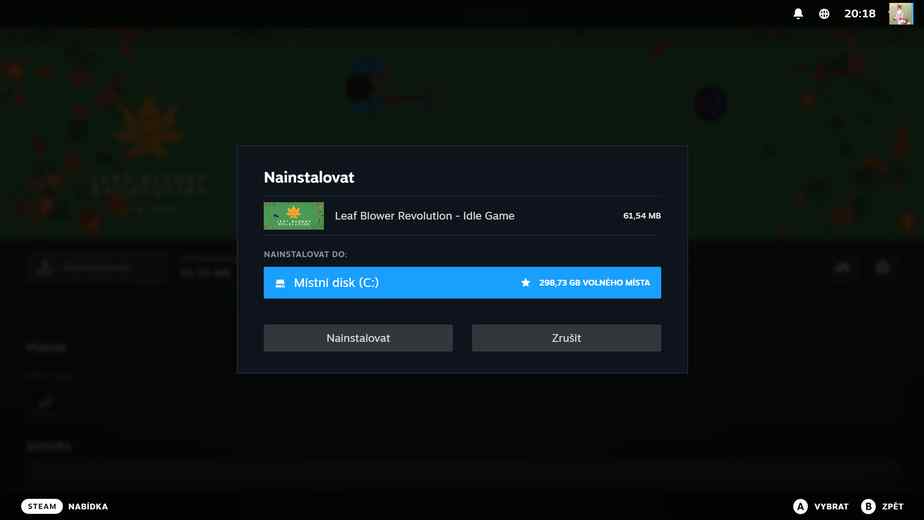 20:18
Nainstalovat
Leaf Blower Revolution - Idle Game
61,54 MB
NAINSTALOVAT DO:
Místní disk (C:)
298,73 GB VOLNÉHO MÍSTA
Nainstalovat
Zrušit
STEAM
NABÍDKA
A
VYBRAT
B
ZPĚT